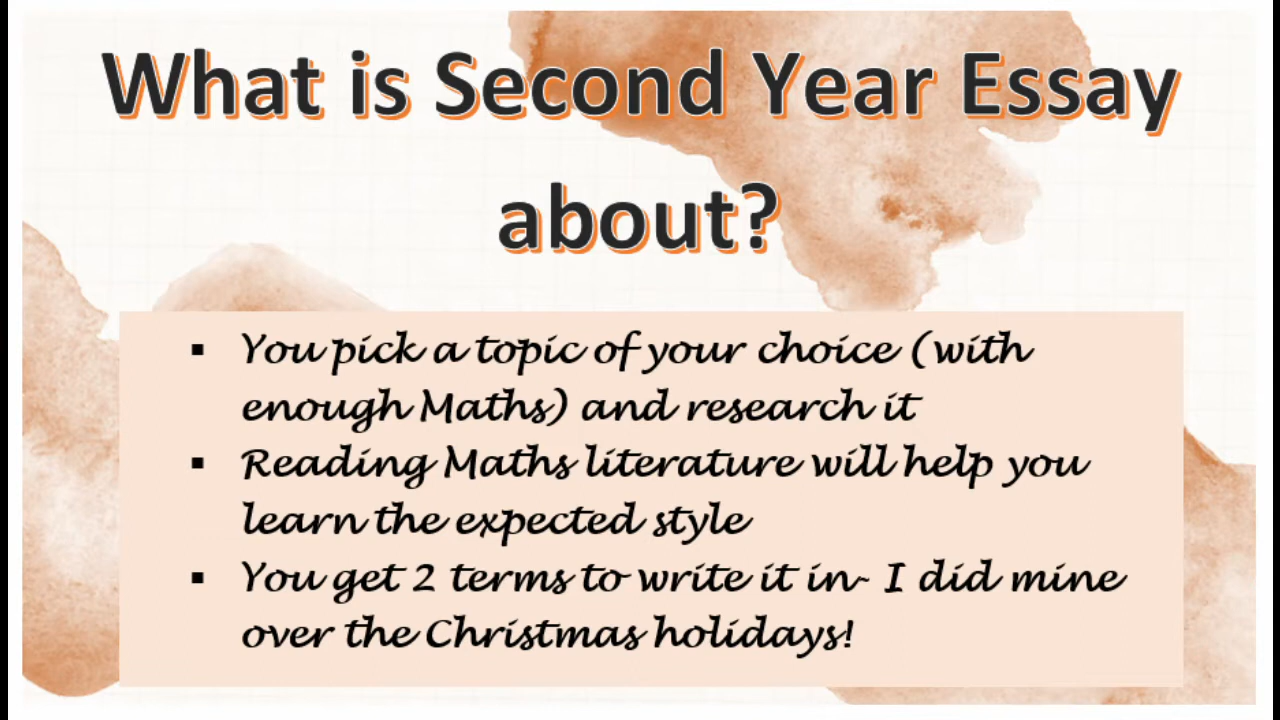 What is Second Year Essay
about?
▪ You pick a topic of your choice (with
enough Maths) and research it
▪ Reading Maths literature will help you
learn the expected style
▪ You get 2 terms to write it in- I did mine
over the Christmas holidays!